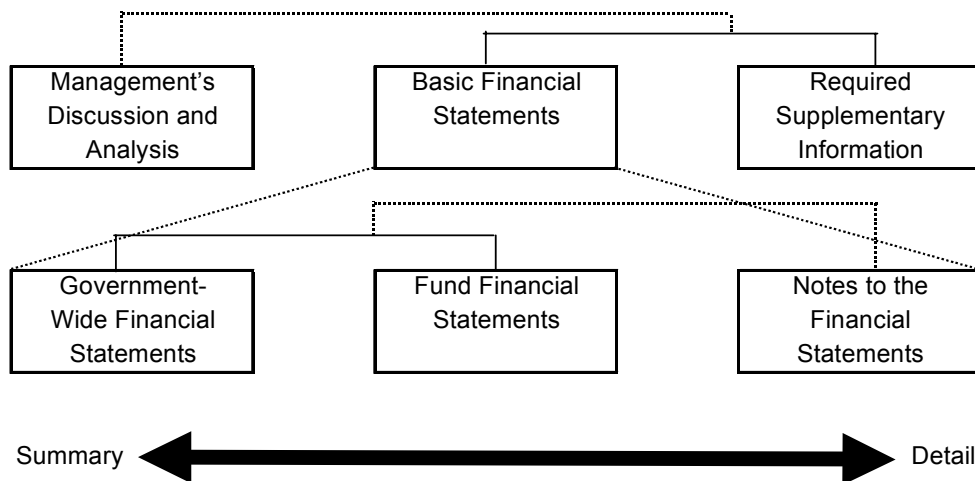 Management’s
Discussion and
Analysis
Basic Financial
Statements
Required
Supplementary
Information
Government-
Wide Financial
Statements
Fund Financial
Statements
Notes to the
Financial
Statements
Summary
Detail